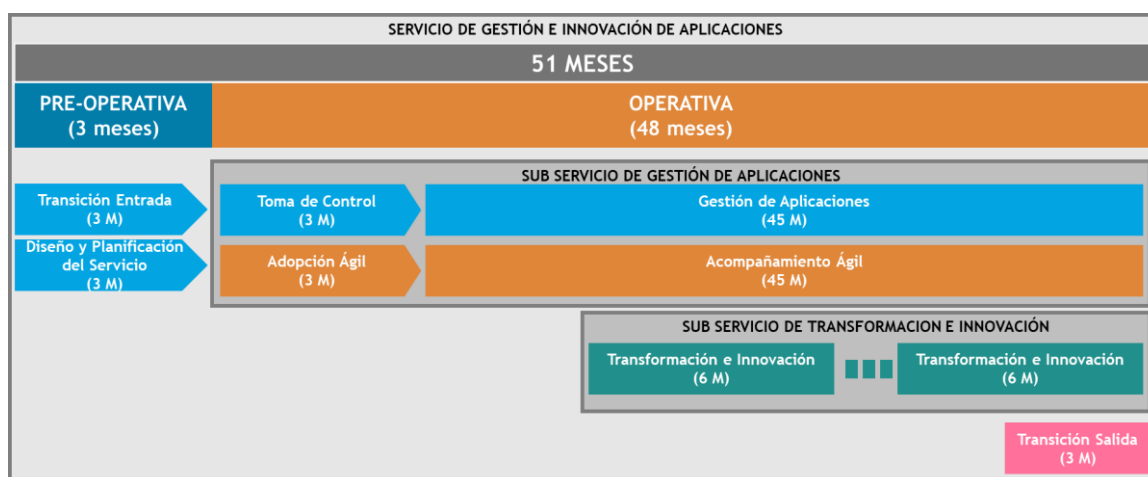 SERVICIO DE GESTIÓN E INNOVACIÓN DE APLICACIONES
51 MESES
PRE-OPERATIVA
(3 meses)
OPERATIVA
(48 meses)
SUB SERVICIO DE GESTIÓN DE APLICACIONES
Transición Entrada
(3 M)
Toma de Control
(3 M)
Gestión de Aplicaciones
(45 M)
Diseño y Planificación
del Servicio
(3 M)
Adopción Ágil
(3 M)
Acompañamiento Ágil
(45 M)
SUB SERVICIO DE TRANSFORMACION E INNOVACIÓN
Transformación e Innovación
(6 M)
Transformación e Innovación
(6 M)
Transición Salida
(3 M)